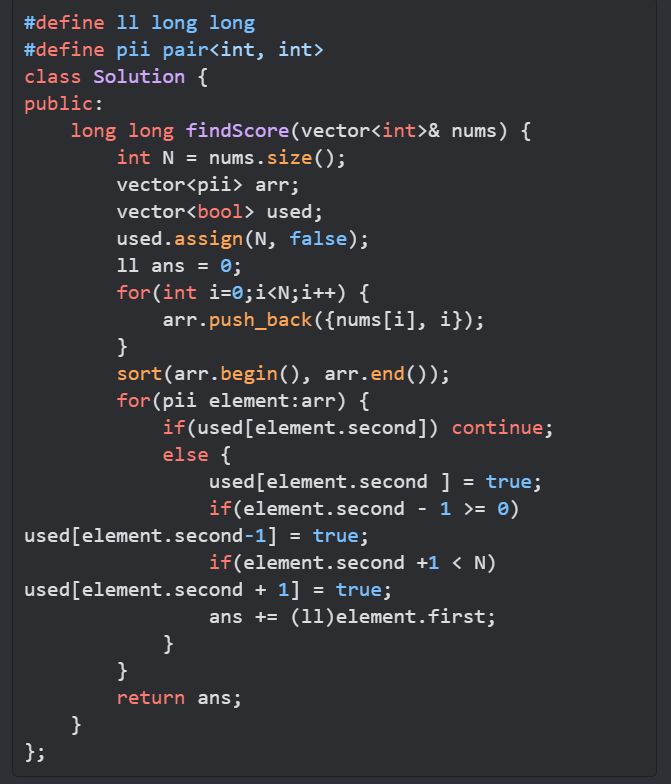 #define ll long long
#define pii pair<int, int>
class Solution {
public:
    long long findScore(vector<int>& nums) {
        int N = nums.size();
        vector<pii> arr;
        vector<bool> used;
        used.assign(N, false);
        ll ans = 0;
        for(int i=0;i<N;i++) {
            arr.push_back({nums[i], i});
        }
        sort(arr.begin(), arr.end());
        for(pii element:arr) {
            if(used[element.second]) continue;
            else {
                used[element.second ] = true;
                if(element.second - 1 >= 0)
used[element.second-1] = true;
                if(element.second +1 < N)
used[element.second + 1] = true;
                ans += (ll)element.first;
            }
        }
        return ans;
    }
};